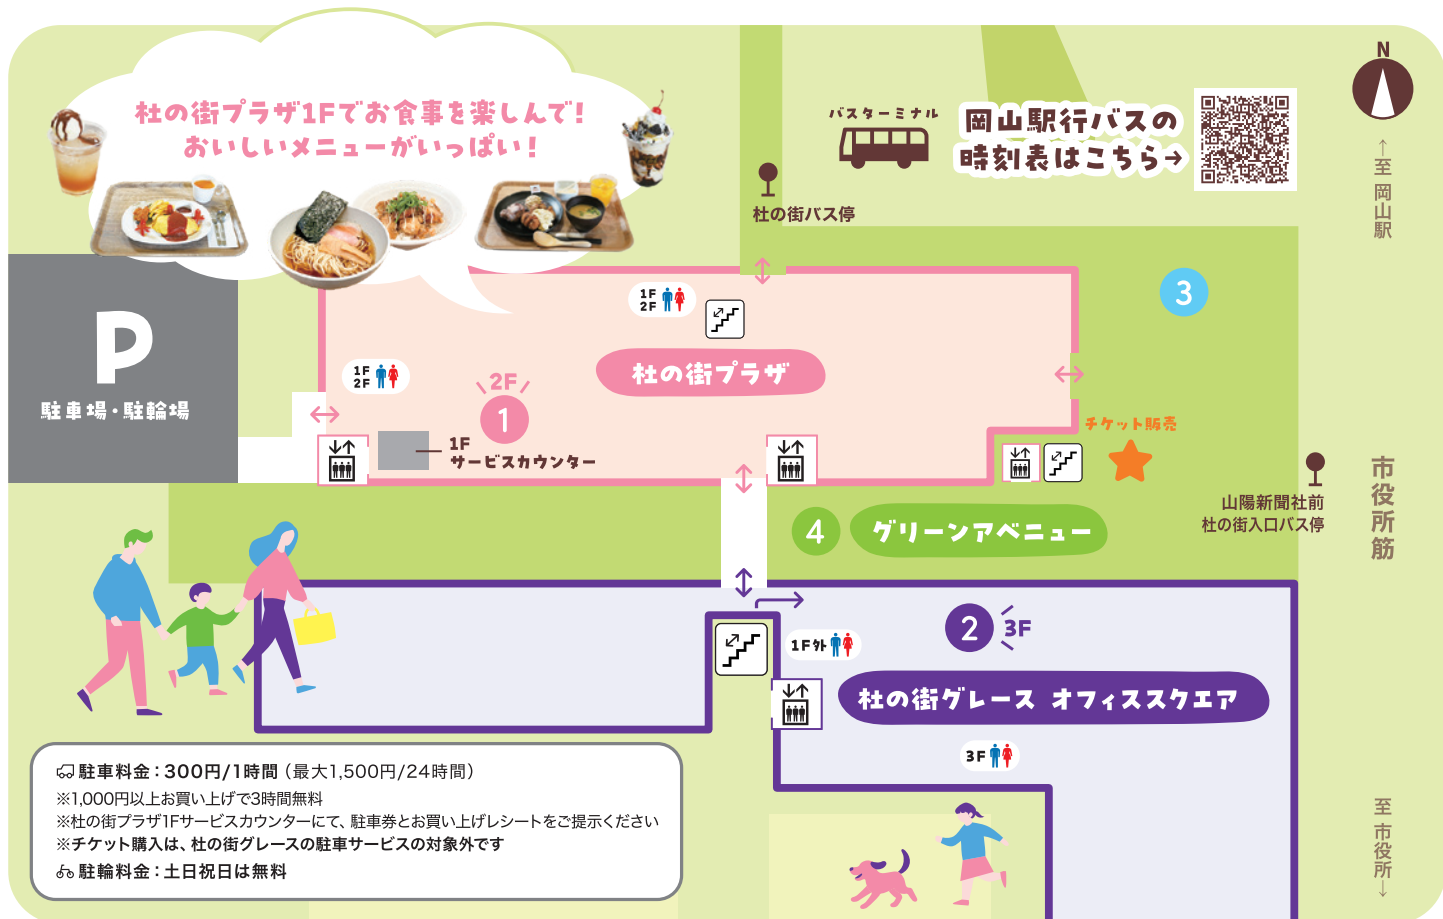 杜の街プラザ1Fでお食事を楽しんで!
おいしいメニューがいっぱい!
バスターミナル
岡山駅行バスの
時刻表はこちら→
N
↑至 岡山駅
杜の街バス停
P
駐車場・駐輪場
1F
2F
1F
2F
杜の街プラザ
2F
1
1F
サービスカウンター
3
チケット販売
山陽新聞社前
杜の街入口バス停
市役所筋
4
グリーンアベニュー
2
3F
1F外
杜の街グレース オフィススクエア
3F
駐車料金:300円/1時間(最大1,500円/24時間)
※1,000円以上お買い上げで3時間無料
※杜の街プラザ1Fサービスカウンターにて、駐車券とお買い上げレシートをご提示ください
※チケット購入は、杜の街グレースの駐車サービスの対象外です
駐輪料金:土日祝日は無料
至 市役所↓